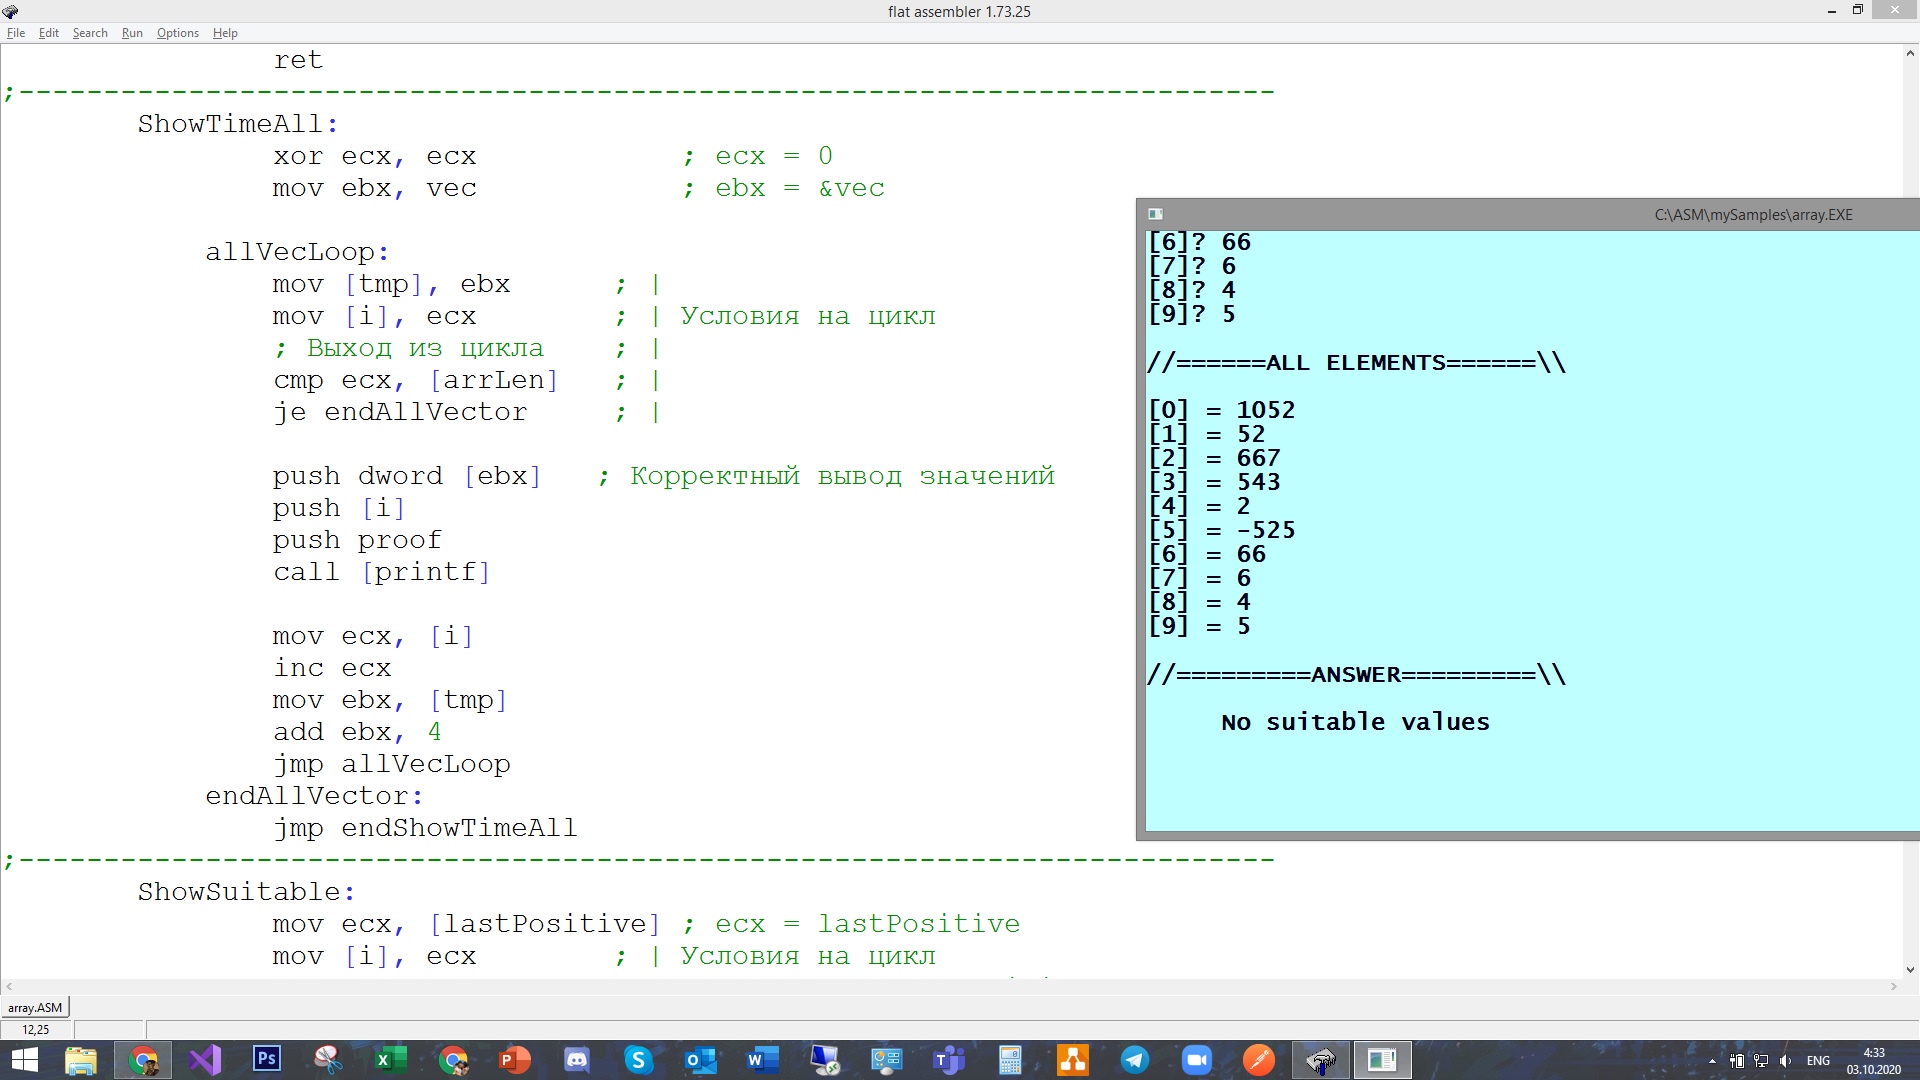 flat assembler 1.73.25
File Edit Search Run Options Help
ret
;--------------------------------------------------------------------------
ShowTimeAll:
xor ecx, ecx ; ecx = 0
mov ebx, vec ; ebx = &vec
allVecLoop:
mov [tmp], ebx ; |
mov [i], ecx ; | Условия на цикл
; Выход из цикла ; |
cmp ecx, [arrLen] ; |
je endAllVector ; |
push dword [ebx] ; Корректный вывод значений
push [i]
push proof
call [printf]
mov ecx, [i]
inc ecx
mov ebx, [tmp]
add ebx, 4
jmp allVecLoop
endAllVector:
jmp endShowTimeAll
;--------------------------------------------------------------------------
ShowSuitable:
mov ecx, [lastPositive] ; ecx = lastPositive
mov [i], ecx ; | Условия на цикл
C:\ASM\mySamples\array.EXE
[6]? 66
[7]? 6
[8]? 4
[9]? 5
//======ALL ELEMENTS======\\
[0] = 1052
[1] = 52
[2] = 667
[3] = 543
[4] = 2
[5] = -525
[6] = 66
[7] = 6
[8] = 4
[9] = 5
//=========ANSWER=========\\
No suitable values
array.ASM
12,25
Ps
ENG
4:33
03.10.2020